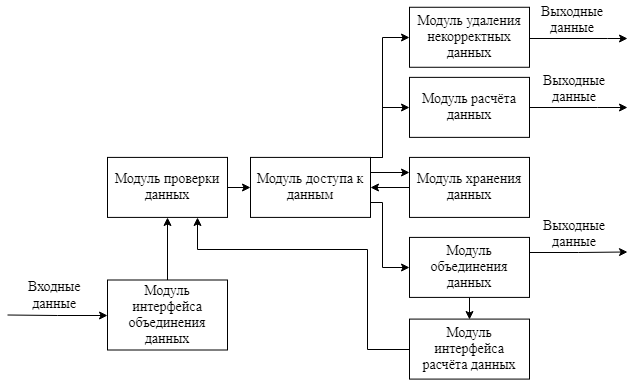 Модуль удаления
некорректных
данных
Выходные
данные
Модуль расчёта
данных
Выходные
данные
Модуль проверки
данных
Модуль доступа к
данным
Модуль хранения
данных
Модуль
объединения
данных
Выходные
данные
Входные
данные
Модуль
интерфейса
объединения
данных
Модуль
интерфейса
расчёта данных